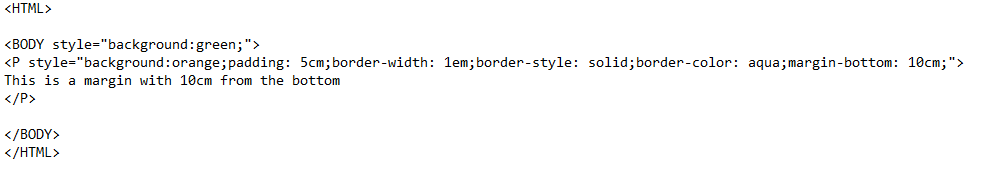 <HTML>
<BODY style="background:green;">
<P style="background:orange;padding: 5cm;border-width: 1em;border-style: solid;border-color: aqua;margin-bottom: 10cm;">
This is a margin with 10cm from the bottom
</P>
</BODY>
</HTML>